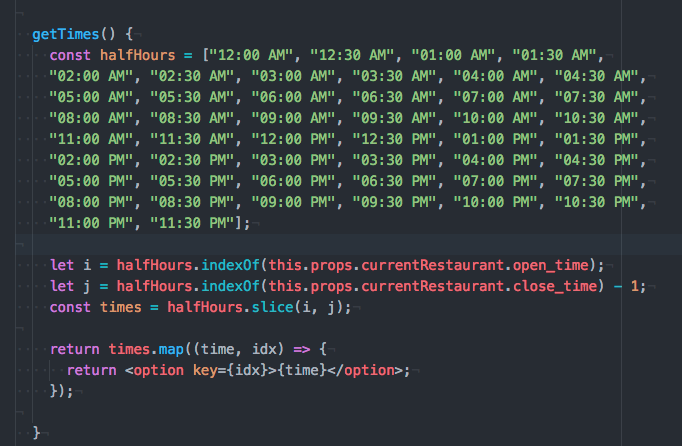 getTimes() {
const halfHours = ["12:00 AM", "12:30 AM", "01:00 AM", "01:30 AM",
"02:00 AM", "02:30 AM", "03:00 AM", "03:30 AM", "04:00 AM", "04:30 AM",
"05:00 AM", "05:30 AM", "06:00 AM", "06:30 AM", "07:00 AM", "07:30 AM",
"08:00 AM", "08:30 AM", "09:00 AM", "09:30 AM", "10:00 AM", "10:30 AM",
"11:00 AM", "11:30 AM", "12:00 PM", "12:30 PM", "01:00 PM", "01:30 PM",
"02:00 PM", "02:30 PM", "03:00 PM", "03:30 PM", "04:00 PM", "04:30 PM",
"05:00 PM", "05:30 PM", "06:00 PM", "06:30 PM", "07:00 PM", "07:30 PM",
"08:00 PM", "08:30 PM", "09:00 PM", "09:30 PM", "10:00 PM", "10:30 PM",
"11:00 PM", "11:30 PM"];
let i = halfHours.indexOf(this.props.currentRestaurant.open_time);
let j = halfHours.indexOf(this.props.currentRestaurant.close_time) - 1;
const times = halfHours.slice(i, j);
return times.map((time, idx) => {
return <option key={idx}>{time}</option>;
});
}